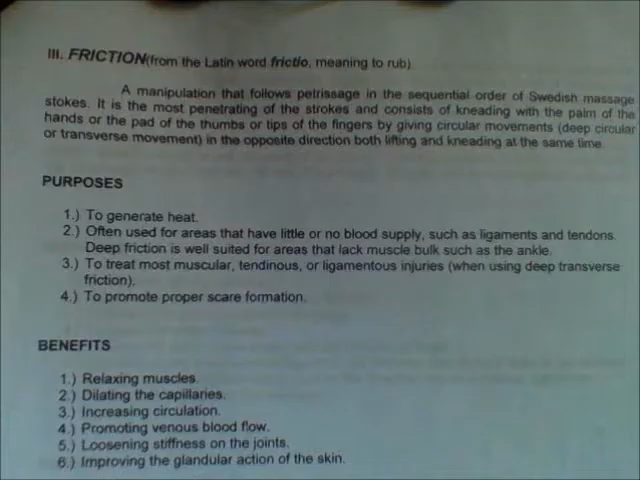 III. FRICTION(from the Latin word frictio, meaning to rub)
A manipulation that follows petrissage in the sequential order of Swedish massage
stokes. It is the most penetrating of the strokes and consists of kneading with the palm of the
hands or the pad of the thumbs or tips of the fingers by giving circular movements (deep circular
or transverse movement) in the opposite direction both lifting and kneading at the same time.
PURPOSES
1.) To generate heat.
2.) Often used for areas that have little or no blood supply, such as ligaments and tendons.
Deep friction is well suited for areas that lack muscle bulk such as the ankle.
3.) To treat most muscular, tendinous, or ligamentous injuries (when using deep transverse
friction).
4.) To promote proper scare formation.
BENEFITS
1.) Relaxing muscles.
2.) Dilating the capillaries.
3.) Increasing circulation.
4.) Promoting venous blood flow.
5.) Loosening stiffness on the joints.
6.) Improving the glandular action of the skin.